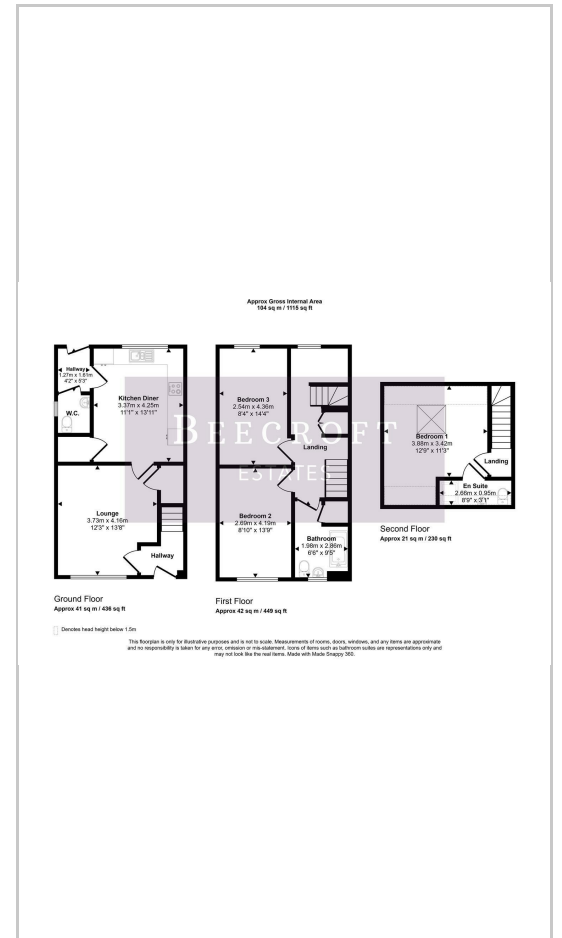 Approx Gross Internal Area
104 sq m / 1115 sq ft
Hallway
1.27m x 1.61m
4'2" x 5'3"
W.C.
Kitchen Diner
3.37m x 4.25m
11'1" x 13'11"
Lounge
3.73m x 4.16m
12'3" x 13'8"
Hallway
Ground Floor
Approx 41 sq m / 436 sq ft
Bedroom 3
2.54m x 4.36m
8'4" x 14'4"
Landing
Bedroom 2
2.69m x 4.19m
8'10" x 13'9"
Bathroom
1.98m x 2.86m
6'6" x 9'5"
First Floor
Approx 42 sq m / 449 sq ft
Bedroom 1
3.88m x 3.42m
12'9" x 11'3"
Landing
En Suite
2.66m x 0.95m
8'9" x 3'1"
Second Floor
Approx 21 sq m / 230 sq ft
BEECROFT
ESTATES
Denotes head height below 1.5m
This floorplan is only for illustrative purposes and is not to scale. Measurements of rooms, doors, windows, and any items are approximate
and no responsibility is taken for any error, omission or mis-statement. Icons of items such as bathroom suites are representations only and
may not look like the real items. Made with Made Snappy 360.